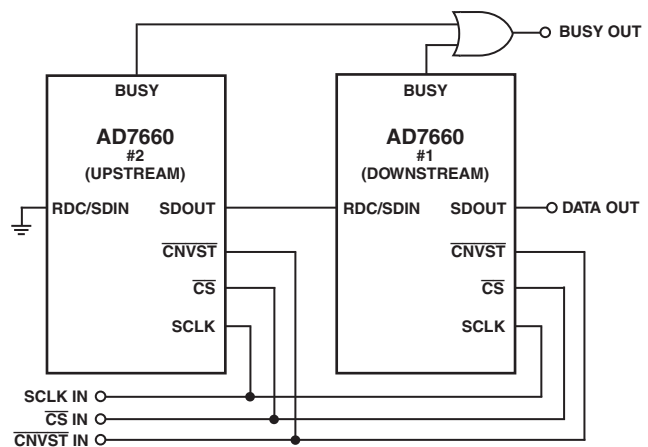 BUSY OUT
BUSY
BUSY
AD7660
#2
(UPSTREAM)
AD7660
#1
(DOWNSTREAM)
RDC/SDIN SDOUT
RDC/SDIN SDOUT
DATA OUT
CNVST
CNVST
CS
CS
SCLK
SCLK
SCLK IN
CS IN
CNVST IN